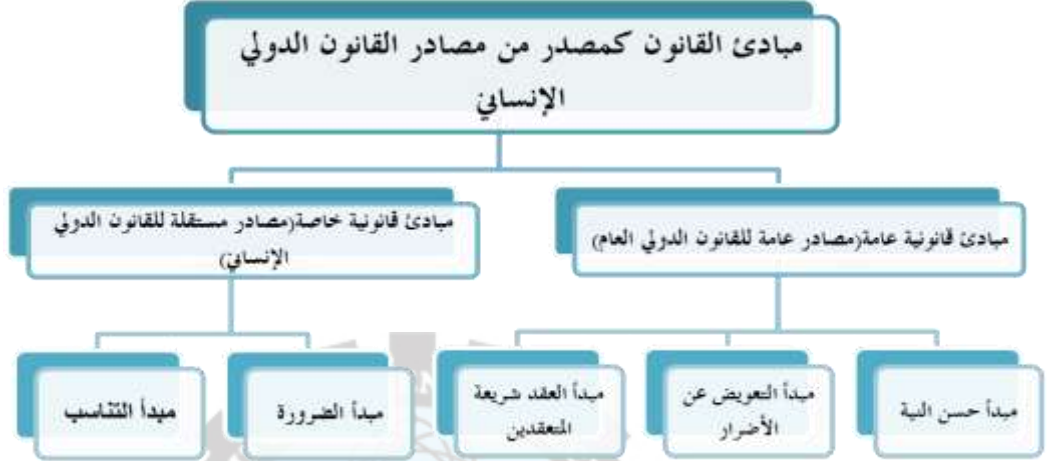 مبادئ القانون كمصدر من مصادر القانون الدولي
الإنساني
مبادئ قانونية عامة(مصادر عامة للقانون الدولي العام)
مبادئ قانونية خاصة(مصادر مستقلة للقانون الدولي
الإنساني)
مبدأ حسن النية
مبدأ التعويض عن
الأضرار
مبدأ العقد شريعة
المتعقدين
مبدأ الضرورة
مبدأ التناسب